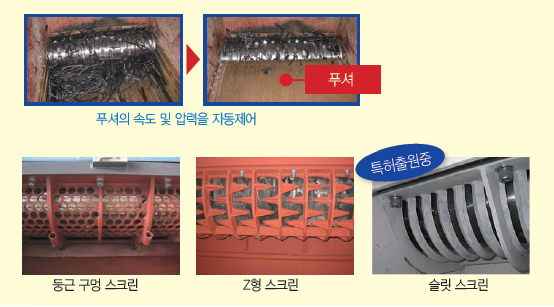 푸셔
푸셔의 속도 및 압력을 자동제어
특허출원중
둥근 구멍 스크린
Z형 스크린
슬릿 스크린